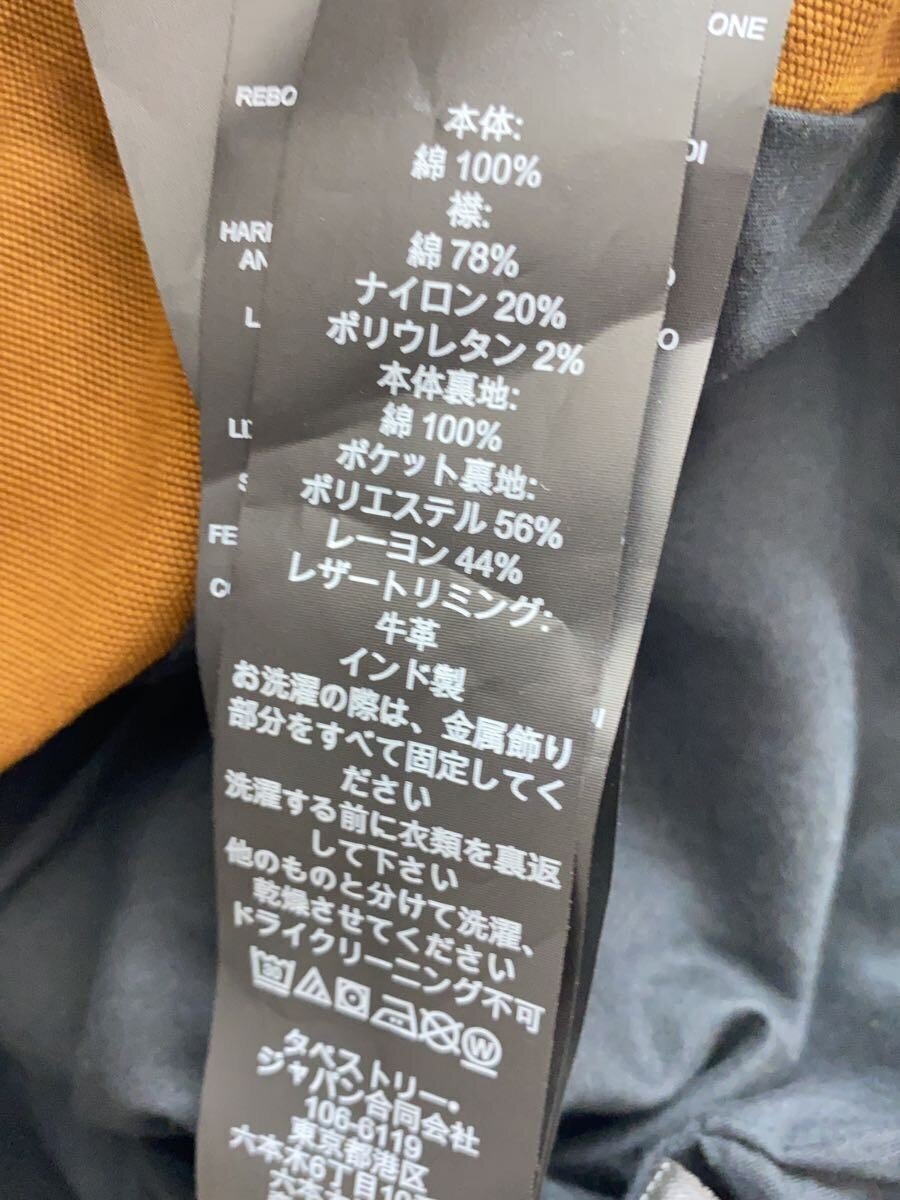 ONE
REBO
本体:
綿 100%
襟:
綿 78%
ナイロン 20%
ポリウレタン 2%
本体裏地:
綿 100%
ポケット裏地:
ポリエステル 56%
レーヨン 44%
レザートリミング:
牛革
インド製
お洗濯の際は、金属飾り
部分をすべて固定してく
ださい
洗濯する前に衣類を裏返
して下さい
他のものと分けて洗濯、
乾燥させてください
ドライクリーニング不可
30
W
タペストリー・
ジャパン合同会社
106-6119
東京都港区
六本木6丁目10